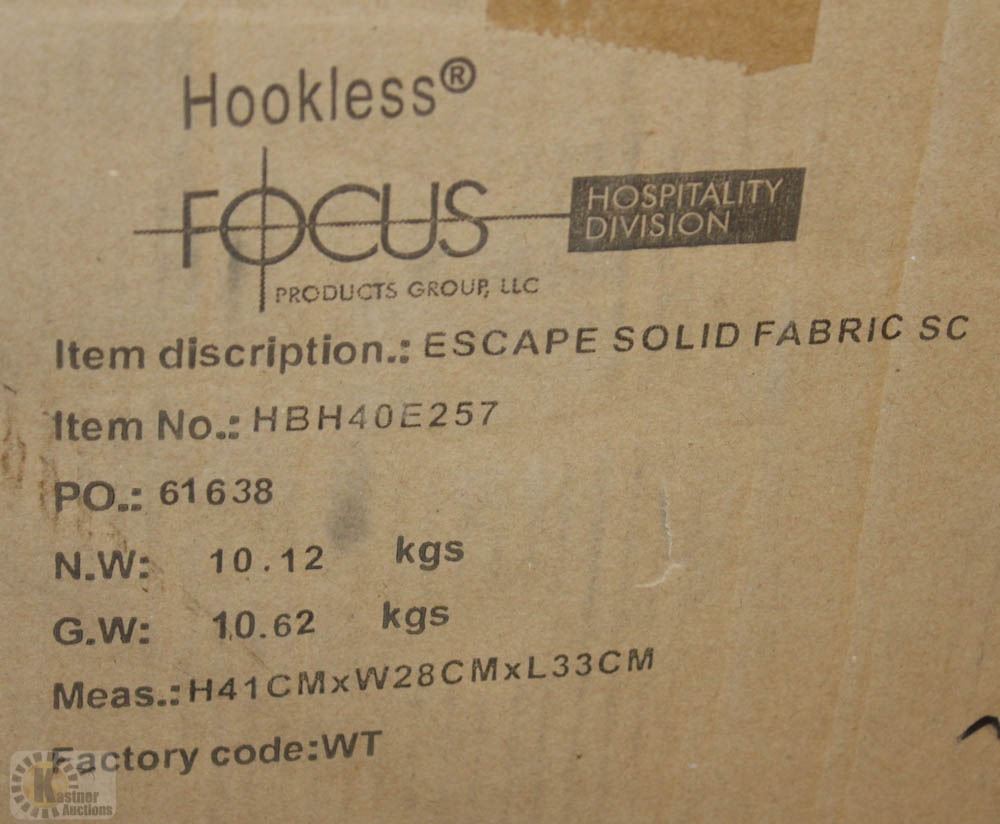 Hookless®
FOCUS
HOSPITALITY
DIVISION
PRODUCTS GROUP, LLC
Item discription.: ESCAPE SOLID FABRIC SC
Item No.: HBH40E257
PO.: 61638
N.W: 10.12 kgs
G.W: 10.62 kgs
Meas.: H41CMxW28CMxL33CM
Factory code:WT
Kastner
Auctions